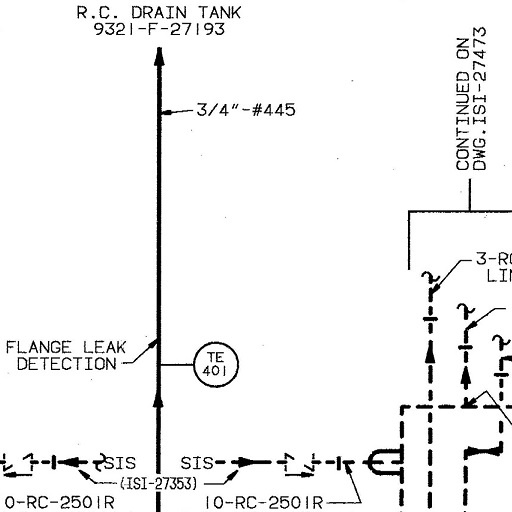 R.C. DRAIN TANK
9321-F-27193
3/4"-#445
CONTINUED ON
DWG.ISI-27473
3-RC
LIN
FLANGE LEAK
DETECTION
TE
401
SIS
SIS
(ISI-27353)
0-RC-2501R
10-RC-2501R